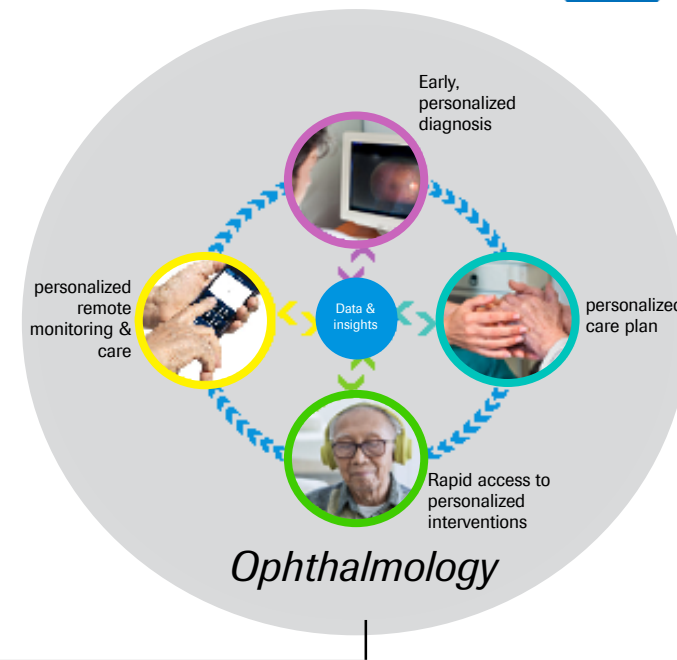 Early,
personalized
diagnosis
personalized
remote
monitoring &
care
Data &
insights
personalized
care plan
Rapid access to
personalized
interventions
Ophthalmology